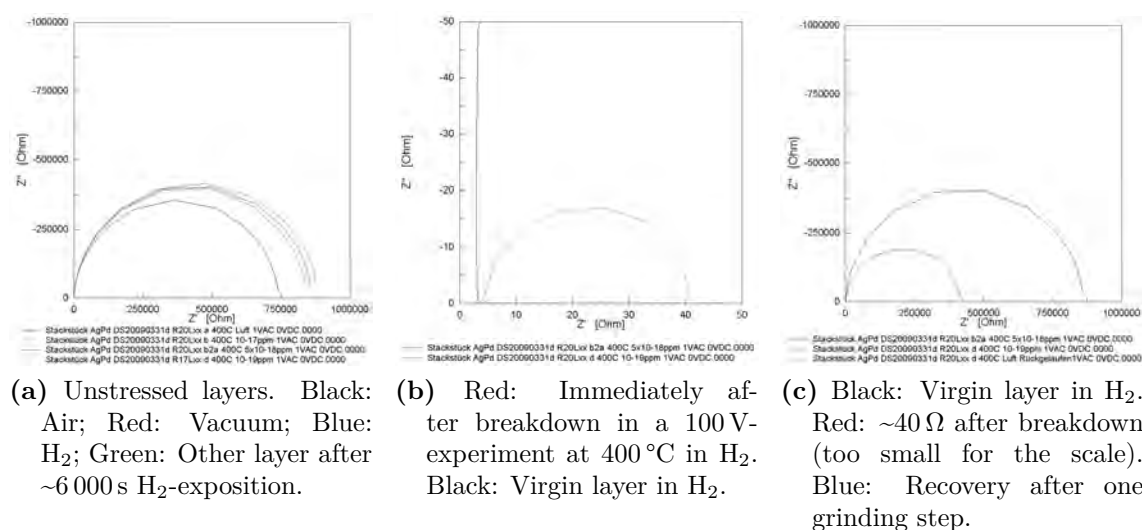 -1000000
-750000
-500000
-250000
0
Z'' [Ohm]
0 250000 500000 750000 1000000
Z' [Ohm]
Stackstück AgPd DS20090331d R20Lxx a 400C Luft 1VAC 0VDC.0000
Stackstück AgPd DS20090331d R20Lxx b 400C 10-17ppm 1VAC 0VDC.0000
Stackstück AgPd DS20090331d R20Lxx b2a 400C 5x10-18ppm 1VAC 0VDC.0000
Stackstück AgPd DS20090331d R17Lxx d 400C 10-19ppm 1VAC 0VDC.0000
(a) Unstressed layers. Black:
Air; Red: Vacuum; Blue:
H2; Green: Other layer after
~6 000 s H2-exposition.
-50
-40
-30
-20
-10
0
Z'' [Ohm]
0 10 20 30 40 50
Z' [Ohm]
Stackstück AgPd DS20090331d R20Lxx b2a 400C 5x10-18ppm 1VAC 0VDC.0000
Stackstück AgPd DS20090331d R20Lxx d 400C 10-19ppm 1VAC 0VDC.0000
(b) Red: Immediately af-
ter breakdown in a 100 V-
experiment at 400 °C in H2.
Black: Virgin layer in H2.
-1000000
-750000
-500000
-250000
0
Z'' [Ohm]
0 250000 500000 750000 1000000
Z' [Ohm]
Stackstück AgPd DS20090331d R20Lxx b2a 400C 5x10-18ppm 1VAC 0VDC.0000
Stackstück AgPd DS20090331d R20Lxx d 400C 10-19ppm 1VAC 0VDC.0000
Stackstück AgPd DS20090331d R20Lxx d 400C Luft Rückgelaufen1VAC 0VDC.0000
(c) Black: Virgin layer in H2.
Red: ~40 Ω after breakdown
(too small for the scale).
Blue: Recovery after one
grinding step.